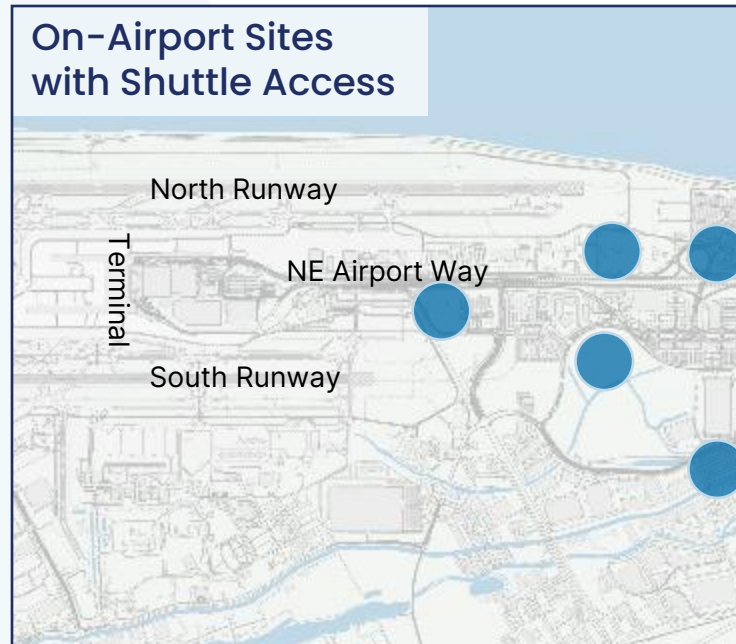 On-Airport Sites
with Shuttle Access
North Runway
Terminal
NE Airport Way
South Runway